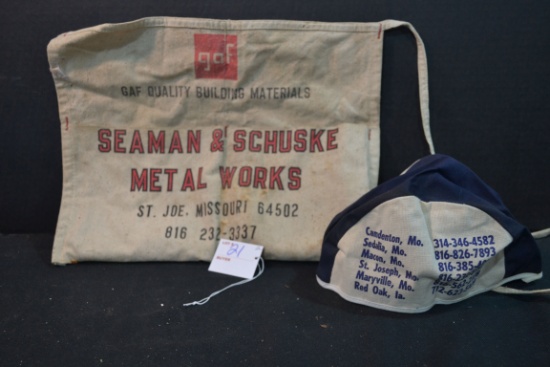 gaf
GAF QUALITY BUILDING MATERIALS
SEAMAN & SCHUSKE
METAL WORKS
ST. JOE, MISSOURI 64502
816 232-3337
21
Camdenton, Mo. 314-346-4582
Sedalia, Mo. 816-826-7893
Macon, Mo. 816-385-
St. Joseph, Mo.
Maryville, Mo.
Red Oak, Ia.